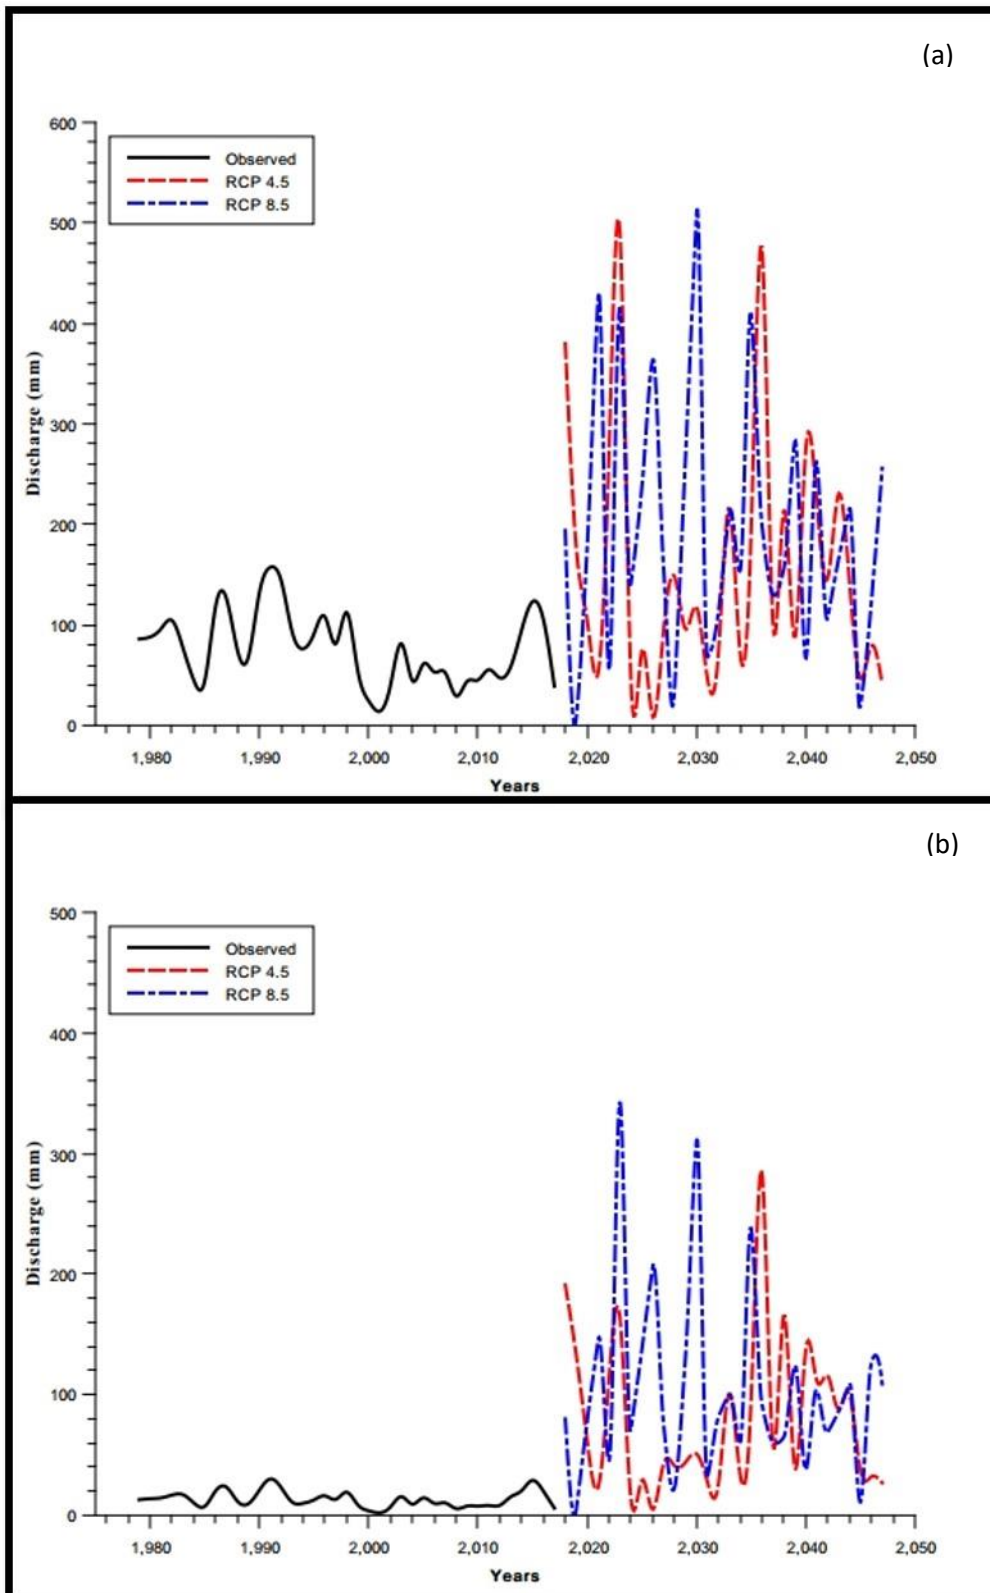 (a)
600
500
400
300
200
100
0
Discharge (mm)
Observed
RCP 4.5
RCP 8.5
1,980 1,990 2,000 2,010 2,020 2,030 2,040 2,050
Years
(b)
500
400
300
200
100
0
Discharge (mm)
Observed
RCP 4.5
RCP 8.5
1,980 1,990 2,000 2,010 2,020 2,030 2,040 2,050
Years